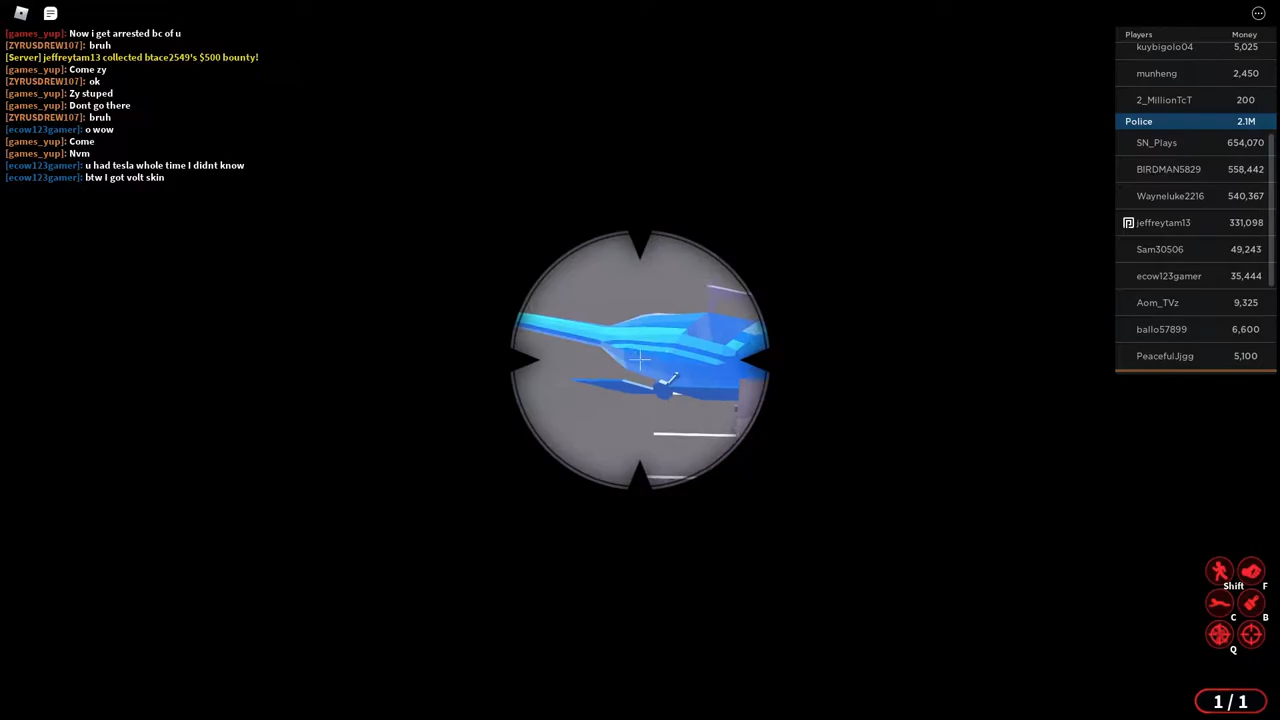 [games_yup]: Now i get arrested bc of u
[ZYRUSDREW107]: bruh
[Server] jeffreytam13 collected btace2549's $500 bounty!
[games_yup]: Come zy
[ZYRUSDREW107]: ok
[games_yup]: Zy stuped
[games_yup]: Dont go there
[ZYRUSDREW107]: bruh
[ecow123gamer]: o wow
[games_yup]: Come
[games_yup]: Nvm
[ecow123gamer]: u had tesla whole time I didnt know
[ecow123gamer]: btw I got volt skin
Players Money
kuybigolo04 5,025
munheng 2,450
2_MillionTcT 200
Police 2.1M
SN_Plays 654,070
BIRDMAN5829 558,442
Wayneluke2216 540,367
jeffreytam13 331,098
Sam30506 49,243
ecow123gamer 35,444
Aom_TVz 9,325
ballo57899 6,600
PeacefulJjgg 5,100
Shift F
C B
Q
1 / 1